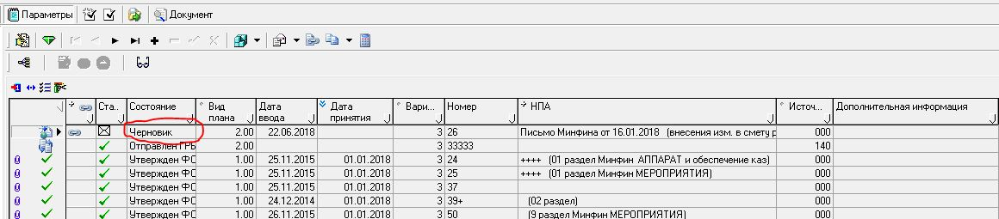 Параметры Документ
Ста.. Состояние Вид плана Дата ввода Дата принятия Вари... Номер НПА Источ... Дополнительная информация
Черновик 2.00 22.06.2018 3 26 Письмо Минфина от 16.01.2018 (внесения изм. в смету р 000
Отправлен ГРЕ 2.00 3 33333 140
Утвержден ФС 1.00 25.11.2015 01.01.2018 3 24 ++++ (01 раздел Минфин АППАРАТ и обеспечение каз) 000
Утвержден ФС 1.00 25.11.2015 01.01.2018 3 25 ++++ (01 раздел Минфин МЕРОПРИЯТИЯ) 000
Утвержден ФС 1.00 25.11.2015 01.01.2018 3 37 000
Утвержден ФС 1.00 24.12.2014 01.01.2018 3 39+ (02 раздел) 000
Утвержден ФС 1.00 26.11.2015 01.01.2018 3 50 (9 раздел Минфин МЕРОПРИЯТИЯ) 000